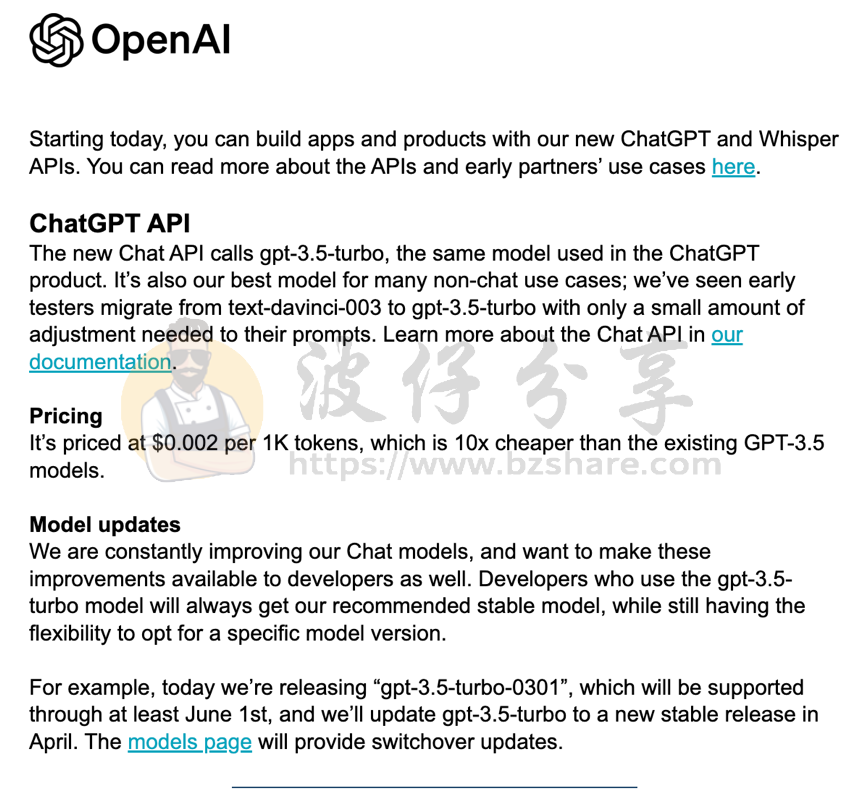 OpenAI
Starting today, you can build apps and products with our new ChatGPT and Whisper
APIs. You can read more about the APIs and early partners’ use cases here.
ChatGPT API
The new Chat API calls gpt-3.5-turbo, the same model used in the ChatGPT
product. It’s also our best model for many non-chat use cases; we’ve seen early
testers migrate from text-davinci-003 to gpt-3.5-turbo with only a small amount of
adjustment needed to their prompts. Learn more about the Chat API in our
documentation.
波仔分享
Pricing
It’s priced at $0.002 per 1K tokens, which is 10x cheaper than the existing GPT-3.5
https://www.bzshare.com
models.
Model updates
We are constantly improving our Chat models, and want to make these
improvements available to developers as well. Developers who use the gpt-3.5-
turbo model will always get our recommended stable model, while still having the
flexibility to opt for a specific model version.
For example, today we’re releasing “gpt-3.5-turbo-0301”, which will be supported
through at least June 1st, and we’ll update gpt-3.5-turbo to a new stable release in
April. The models page will provide switchover updates.